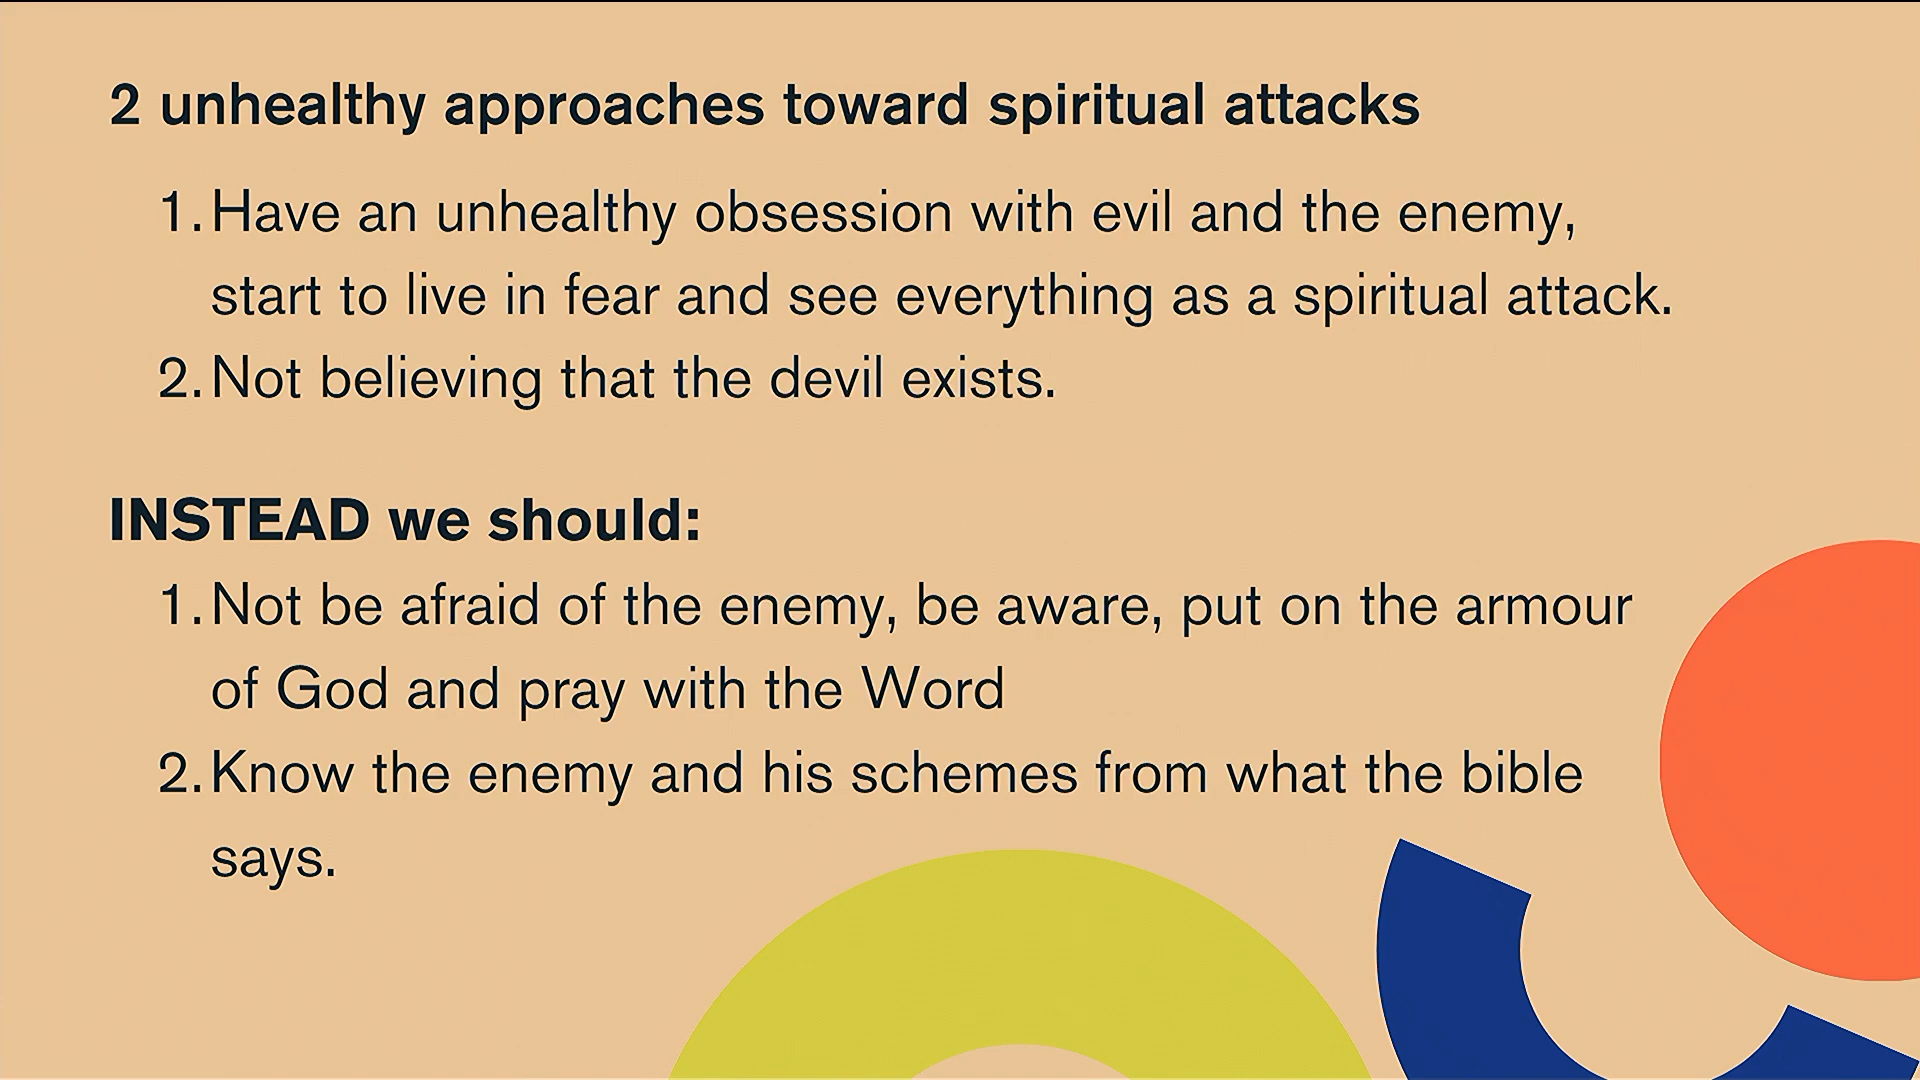 2 unhealthy approaches toward spiritual attacks
1. Have an unhealthy obsession with evil and the enemy,
start to live in fear and see everything as a spiritual attack.
2. Not believing that the devil exists.
INSTEAD we should:
1. Not be afraid of the enemy, be aware, put on the armour
of God and pray with the Word
2. Know the enemy and his schemes from what the bible
says.